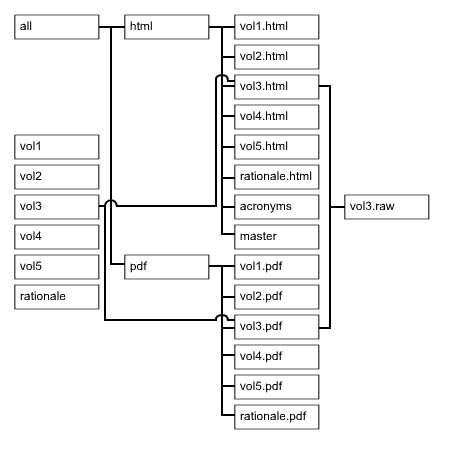 all
html
vol1.html
vol2.html
vol3.html
vol4.html
vol1
vol5.html
vol2
rationale.html
vol3
acronyms
vol3.raw
vol4
master
vol5
pdf
vol1.pdf
rationale
vol2.pdf
vol3.pdf
vol4.pdf
vol5.pdf
rationale.pdf